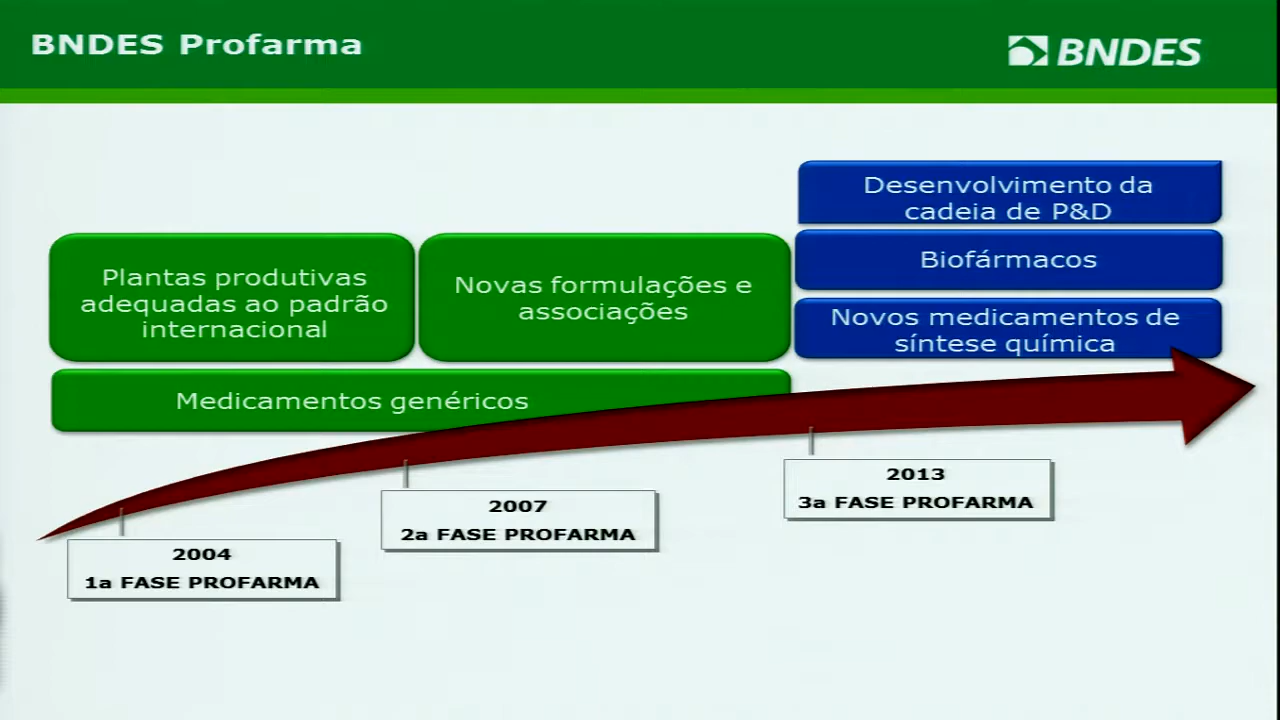 BNDES Profarma
BNDES
Desenvolvimento da
cadeia de P&D
Biofármacos
Novos medicamentos de
síntese química
Plantas produtivas
adequadas ao padrão
internacional
Novas formulações e
associações
Medicamentos genéricos
2004
1a FASE PROFARMA
2007
2a FASE PROFARMA
2013
3a FASE PROFARMA